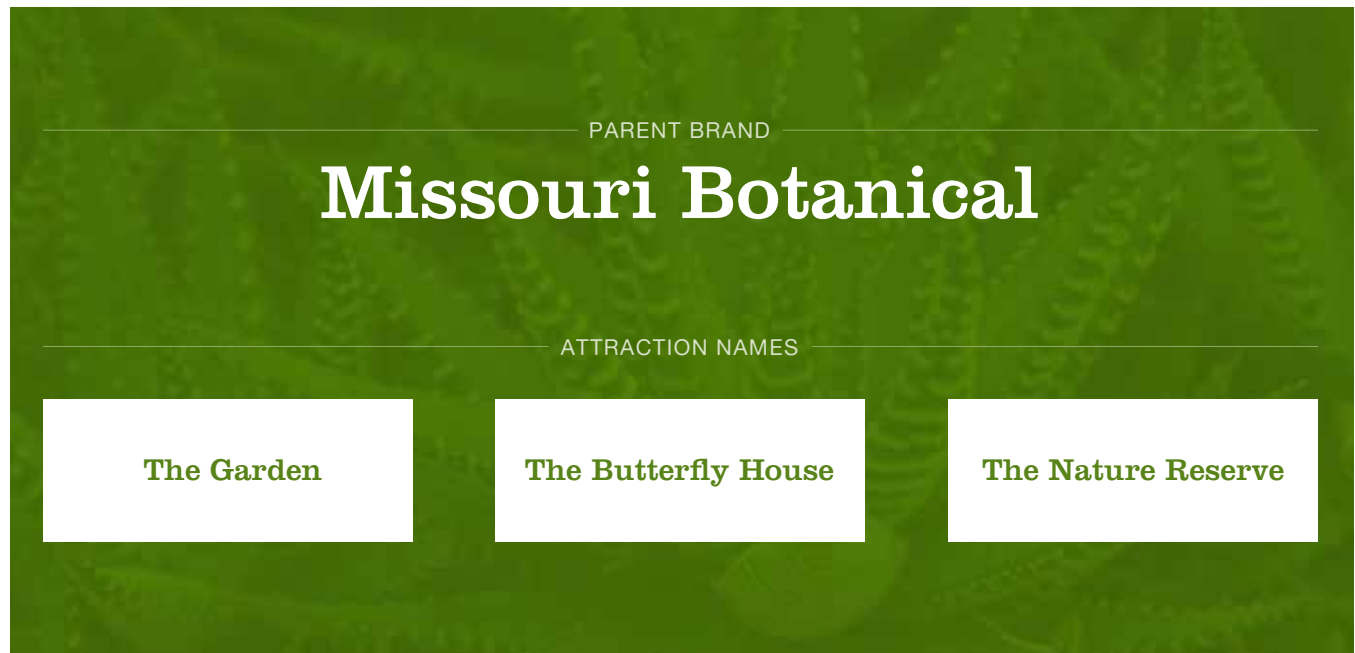 PARENT BRAND
Missouri Botanical
ATTRACTION NAMES
The Garden
The Butterfly House
The Nature Reserve